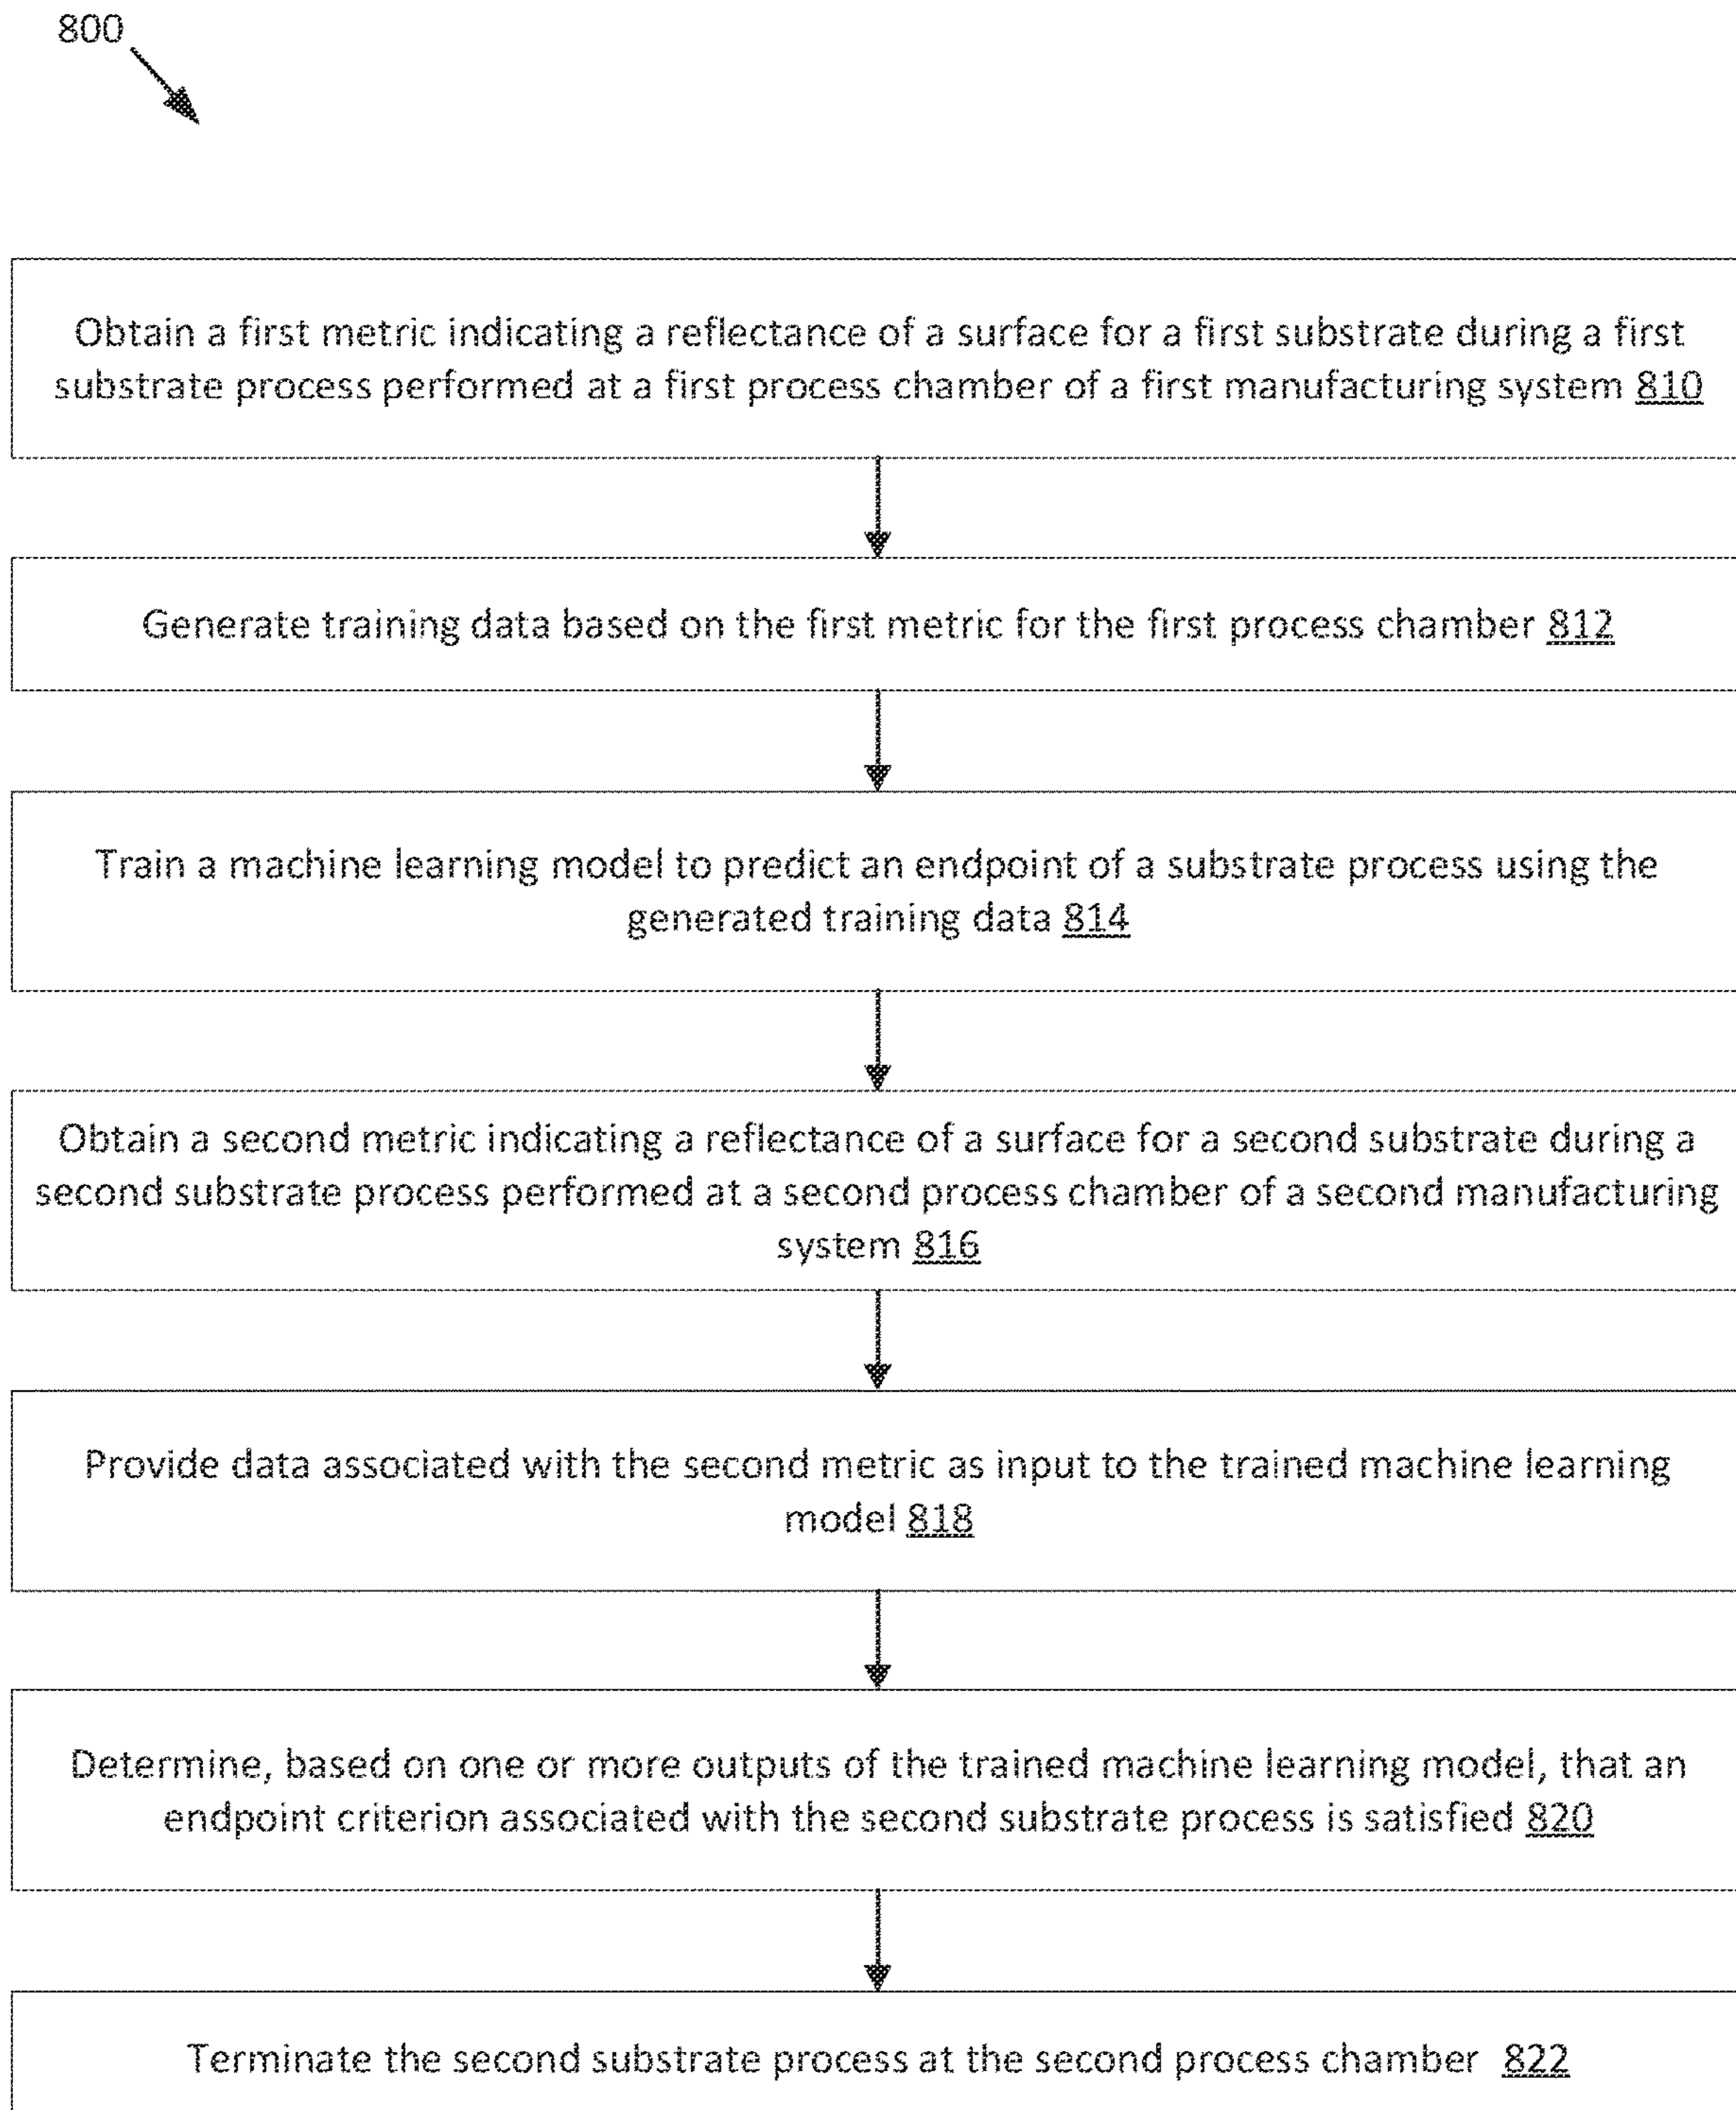 800
Obtain a first metric indicating a reflectance of a surface for a first substrate during a first
substrate process performed at a first process chamber of a first manufacturing system 810
Generate training data based on the first metric for the first process chamber 812
Train a machine learning model to predict an endpoint of a substrate process using the
generated training data 814
Obtain a second metric indicating a reflectance of a surface for a second substrate during a
second substrate process performed at a second process chamber of a second manufacturing
system 816
Provide data associated with the second metric as input to the trained machine learning
model 818
Determine, based on one or more outputs of the trained machine learning model, that an
endpoint criterion associated with the second substrate process is satisfied 820
Terminate the second substrate process at the second process chamber 822